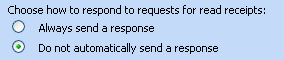 Choose how to respond to requests for read receipts:
Always send a response
Do not automatically send a response